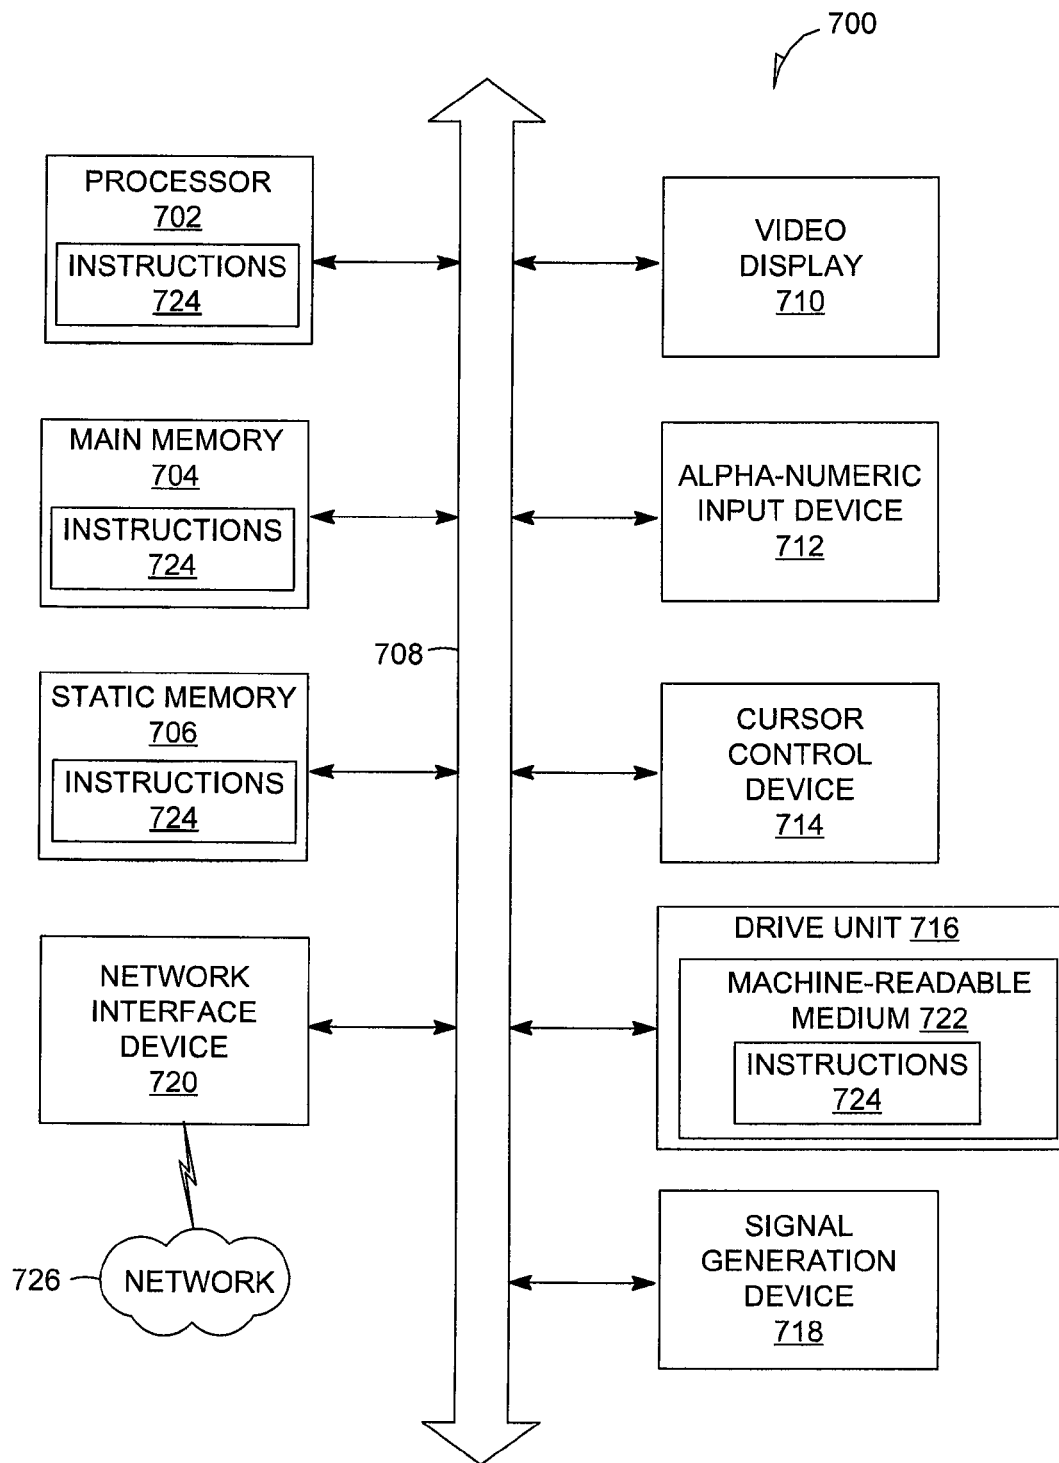 700
PROCESSOR
702
INSTRUCTIONS
724
MAIN MEMORY
704
INSTRUCTIONS
724
708
STATIC MEMORY
706
INSTRUCTIONS
724
NETWORK
INTERFACE
DEVICE
720
726
NETWORK
VIDEO
DISPLAY
710
ALPHA-NUMERIC
INPUT DEVICE
712
CURSOR
CONTROL
DEVICE
714
DRIVE UNIT 716
MACHINE-READABLE
MEDIUM 722
INSTRUCTIONS
724
SIGNAL
GENERATION
DEVICE
718